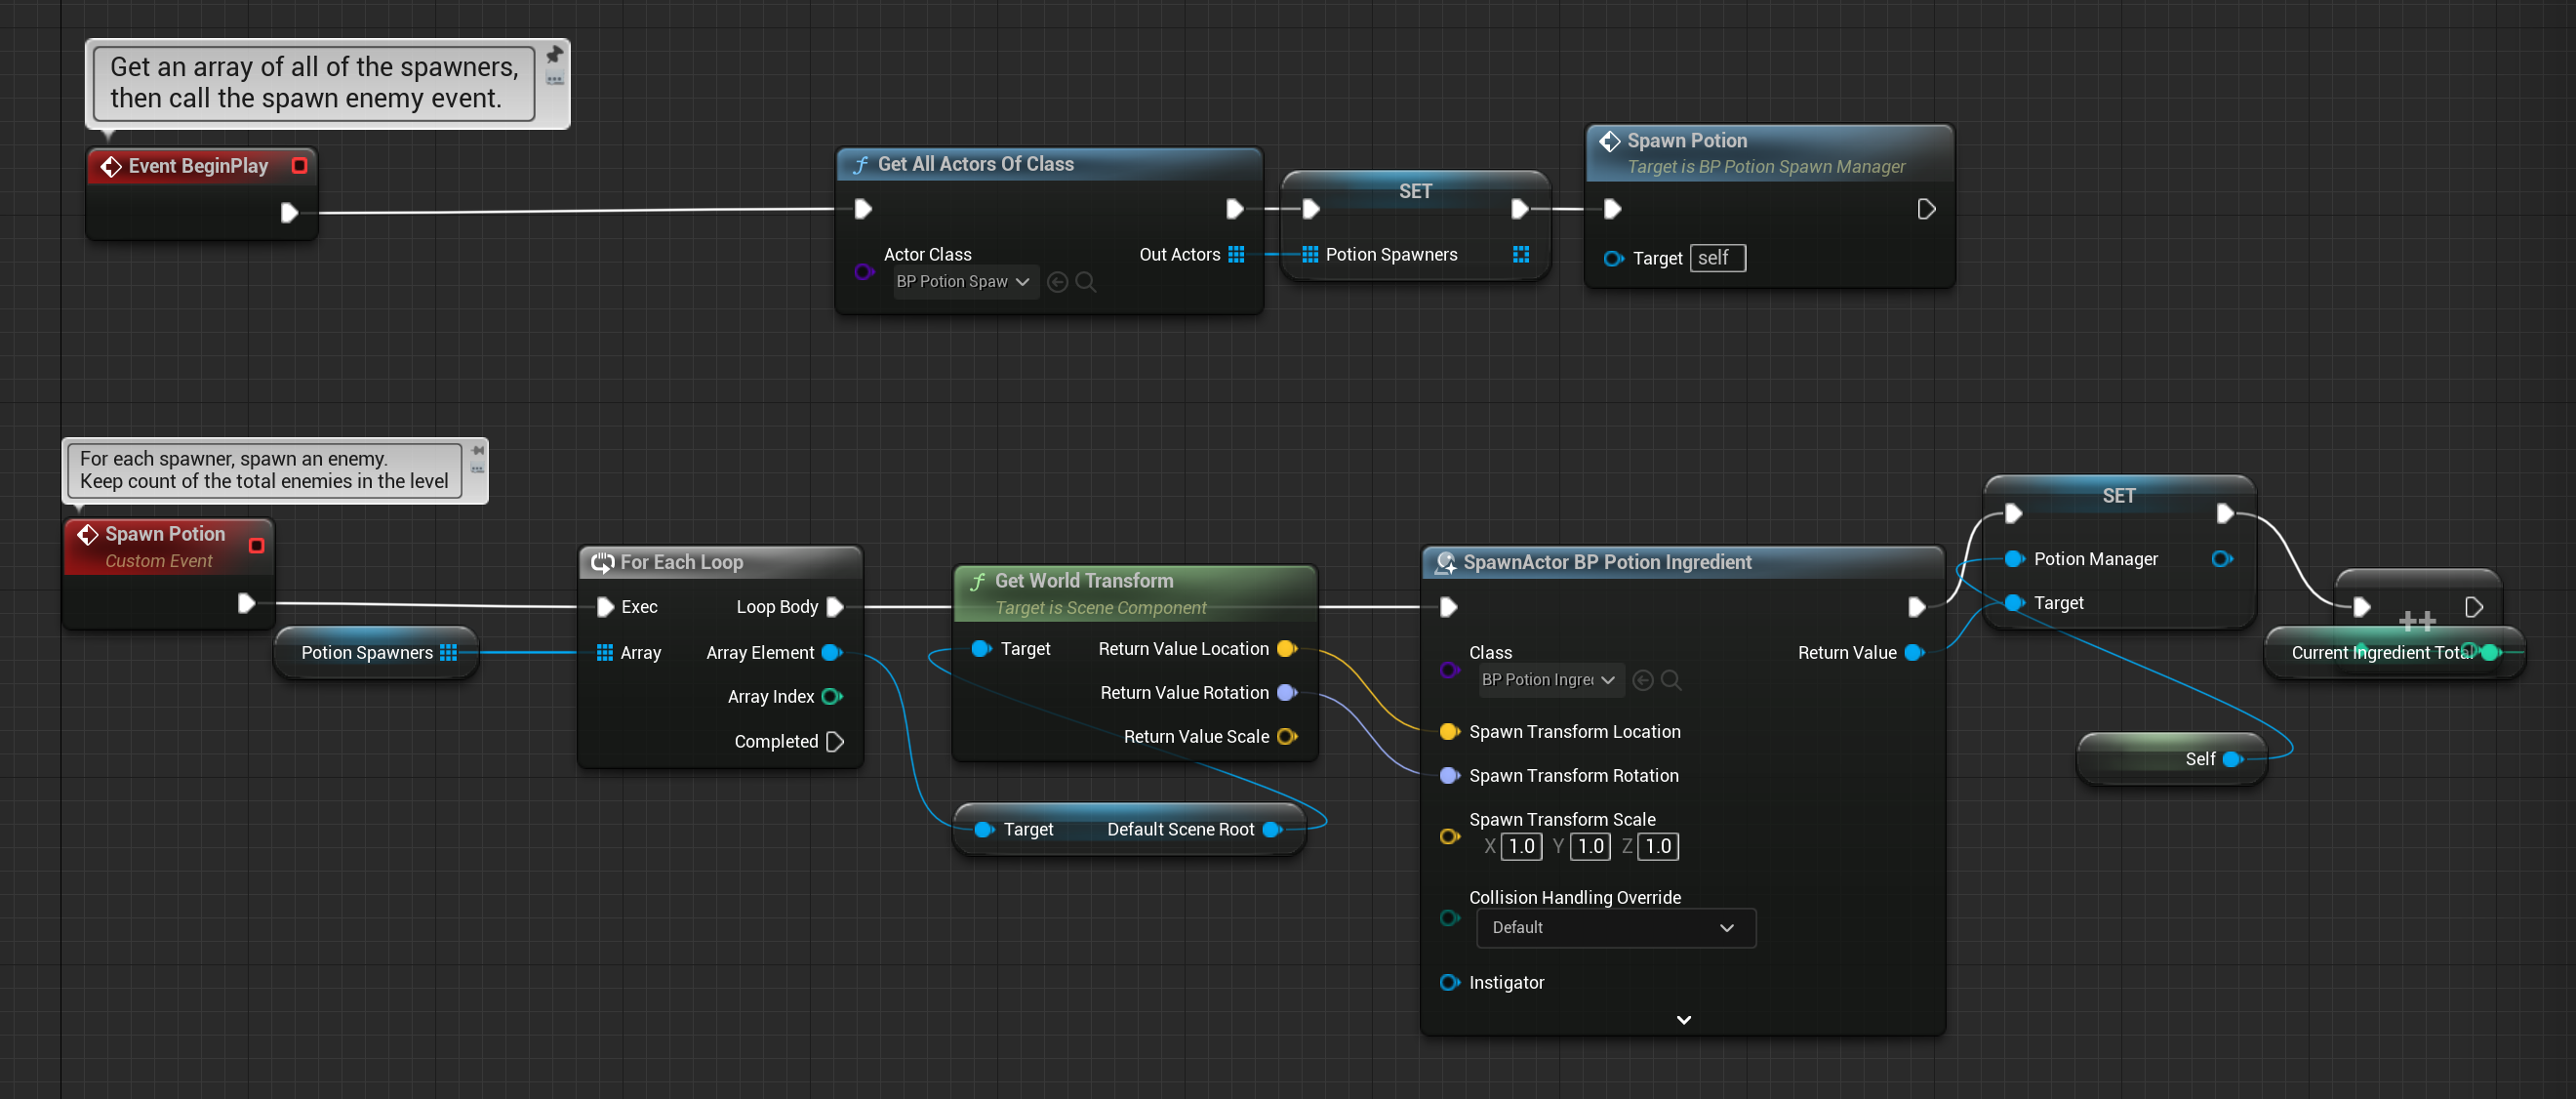 Get an array of all of the spawners,
then call the spawn enemy event.
Event BeginPlay
Get All Actors Of Class
Actor Class
BP Potion Spaw
Out Actors
SET
Potion Spawners
Spawn Potion
Target is BP Potion Spawn Manager
Target self
For each spawner, spawn an enemy.
Keep count of the total enemies in the level
Spawn Potion
Custom Event
Potion Spawners
For Each Loop
Exec Loop Body
Array Array Element
Array Index
Completed
Get World Transform
Target is Scene Component
Target Return Value Location
Return Value Rotation
Return Value Scale
Target Default Scene Root
SpawnActor BP Potion Ingredient
Class
BP Potion Ingre
Return Value
Spawn Transform Location
Spawn Transform Rotation
Spawn Transform Scale
X 1.0 Y 1.0 Z 1.0
Collision Handling Override
Default
Instigator
SET
Potion Manager
Target
++
Current Ingredient Total
Self